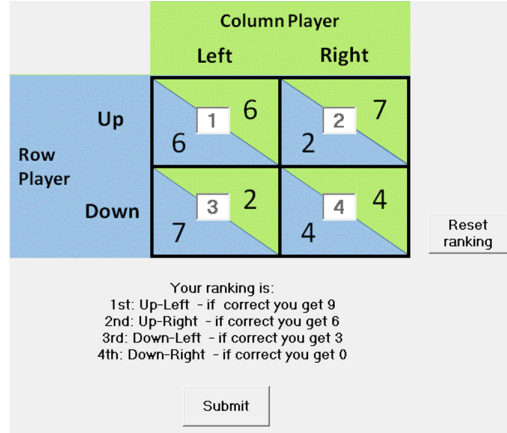 Column Player
Left Right
Up 1 6 6 2 7 2
Row
Player
Down 3 2 7 4 4 4
Reset
ranking
Your ranking is:
1st: Up-Left - if correct you get 9
2nd: Up-Right - if correct you get 6
3rd: Down-Left - if correct you get 3
4th: Down-Right - if correct you get 0
Submit